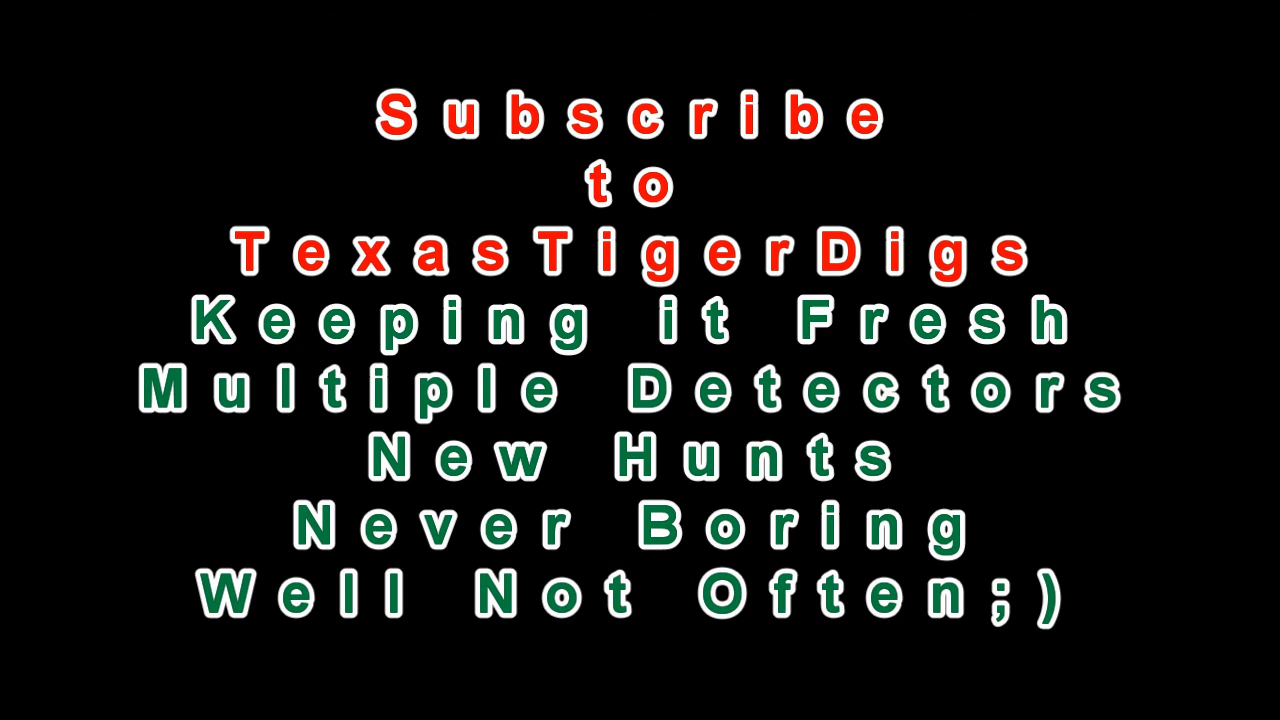 Subscribe
to
TexasTigerDigs
Keeping it Fresh
Multiple Detectors
New Hunts
Never Boring
Well Not Often;)